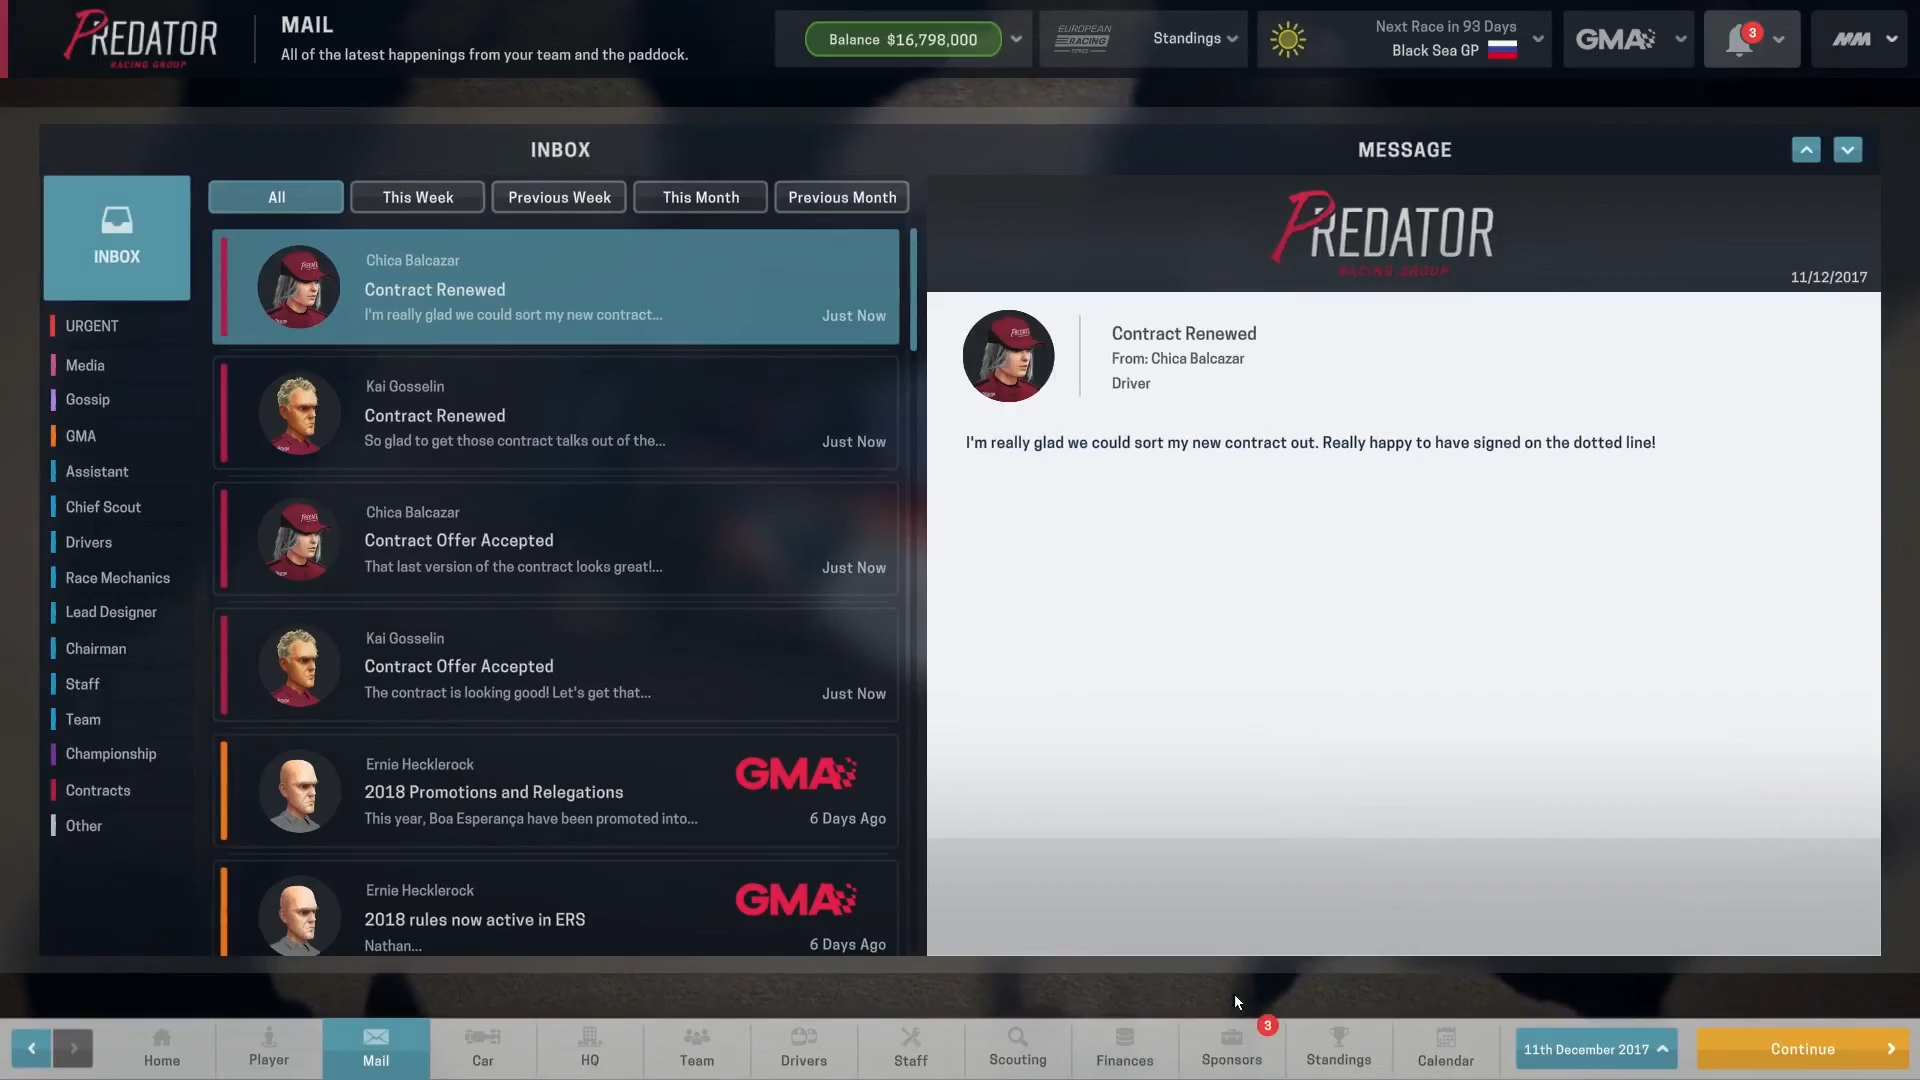 PREDATOR
RACING GROUP
MAIL
All of the latest happenings from your team and the paddock.
Balance $16,798,000
EUROPEAN
RACING
SERIES
Standings
Next Race in 93 Days
Black Sea GP
GMA
3
MM
INBOX
MESSAGE
INBOX
URGENT
Media
Gossip
GMA
Assistant
Chief Scout
Drivers
Race Mechanics
Lead Designer
Chairman
Staff
Team
Championship
Contracts
Other
All
This Week
Previous Week
This Month
Previous Month
Chica Balcazar
Contract Renewed
I'm really glad we could sort my new contract...
Just Now
Kai Gosselin
Contract Renewed
So glad to get those contract talks out of the...
Just Now
Chica Balcazar
Contract Offer Accepted
That last version of the contract looks great!...
Just Now
Kai Gosselin
Contract Offer Accepted
The contract is looking good! Let's get that...
Just Now
Ernie Hecklerock
2018 Promotions and Relegations
This year, Boa Esperança have been promoted into...
GMA
6 Days Ago
Ernie Hecklerock
2018 rules now active in ERS
Nathan...
GMA
6 Days Ago
PREDATOR
RACING GROUP
11/12/2017
Contract Renewed
From: Chica Balcazar
Driver
I'm really glad we could sort my new contract out. Really happy to have signed on the dotted line!
Home
Player
Mail
Car
HQ
Team
Drivers
Staff
Scouting
Finances
Sponsors
3
Standings
Calendar
11th December 2017
Continue